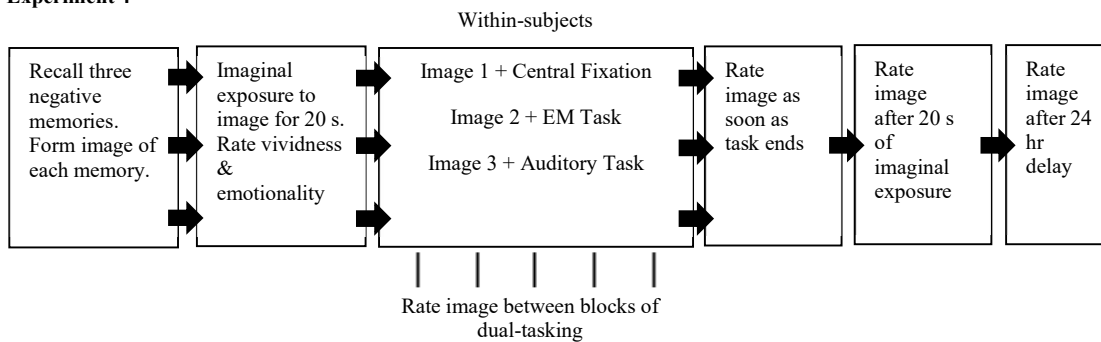 Within-subjects
Recall three
negative
memories.
Form image of
each memory.
Imaginal
exposure to
image for 20 s.
Rate vividness
&
emotionality
Image 1 + Central Fixation
Image 2 + EM Task
Image 3 + Auditory Task
Rate
image as
soon as
task ends
Rate
image
after 20 s
of
imaginal
exposure
Rate
image
after 24
hr
delay
Rate image between blocks of
dual-tasking